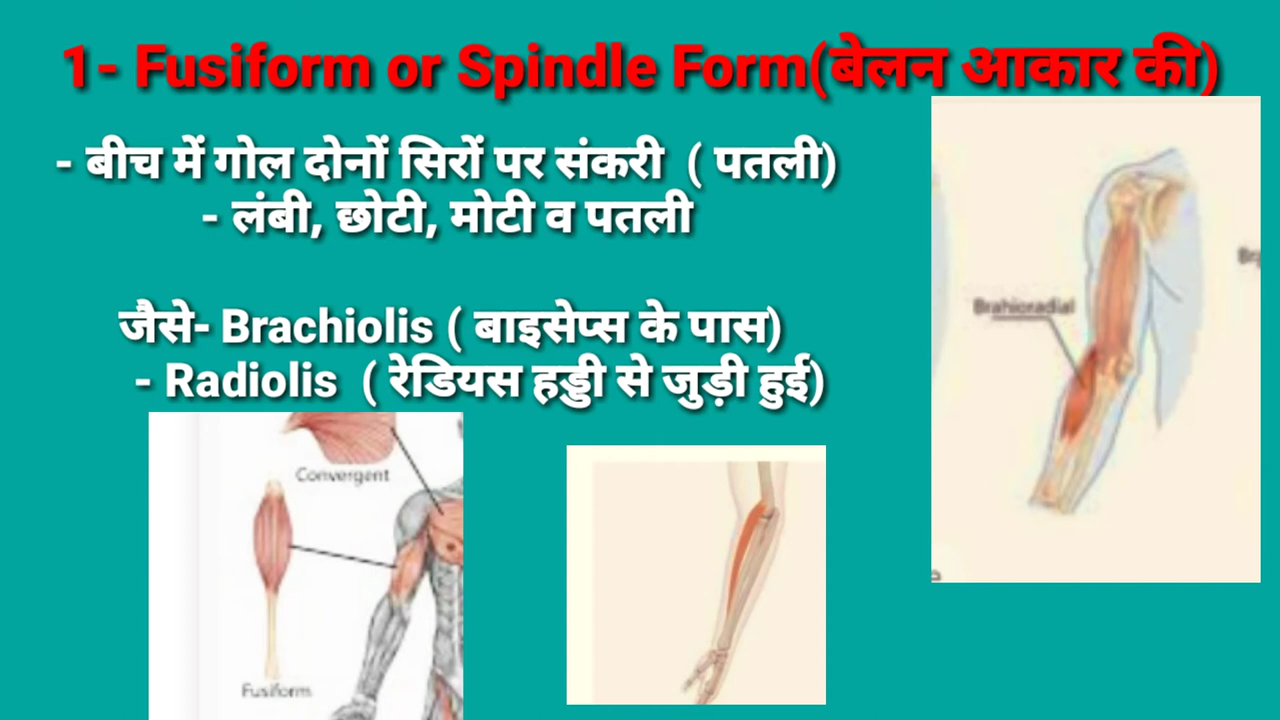 1- Fusiform or Spindle Form(बेलन आकार की)
- बीच में गोल दोनों सिरों पर संकरी ( पतली)
- लंबी, छोटी, मोटी व पतली
जैसे- Brachiolis ( बाइसेप्स के पास)
- Radiolis ( रेडियस हड्डी से जुड़ी हुई)
Brahioradial
Convergent
Fusiform